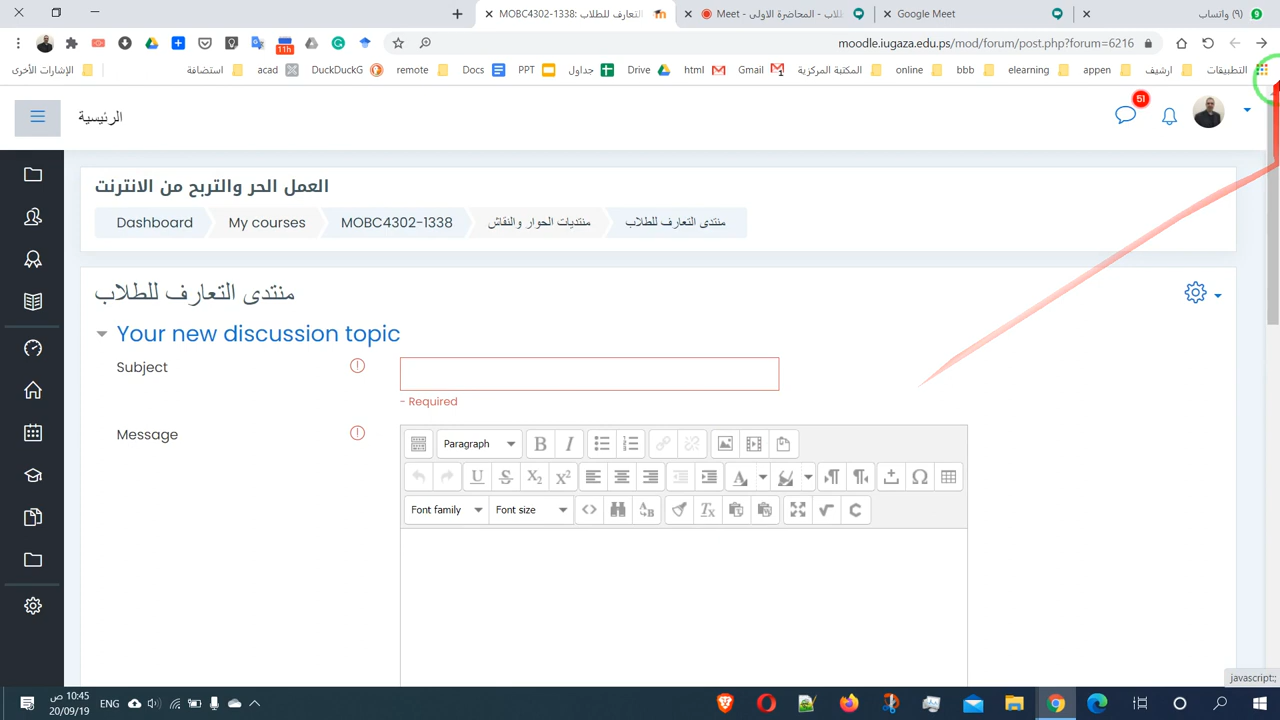 MOBC4302-1338: التعارف للطلاب
Meet - المحاضرة الاولى - طلاب
Google Meet
(٩) واتساب
9
11h
moodle.iugaza.edu.ps/mod/forum/post.php?forum=6216
التطبيقات
ارشيف
appen
elearning
bbb
online
المكتبة المركزية
Gmail
html
Drive
جداول
PPT
Docs
remote
DuckDuckG
acad
استضافة
الإشارات الأخرى
الرئيسية
51
العمل الحر والتربح من الانترنت
Dashboard
My courses
MOBC4302-1338
منتديات الحوار والنقاش
منتدى التعارف للطلاب
منتدى التعارف للطلاب
Your new discussion topic
Subject
- Required
Message
Paragraph
Font family
Font size
javascript:;
ENG
10:45 ص
20/09/19